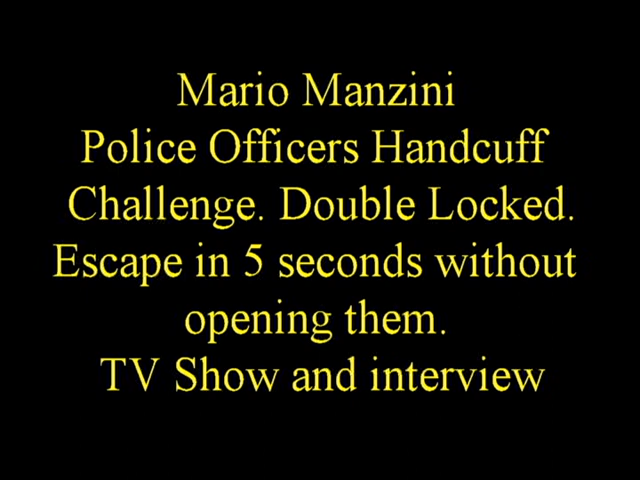 Mario Manzini
Police Officers Handcuff
Challenge. Double Locked.
Escape in 5 seconds without
opening them.
TV Show and interview